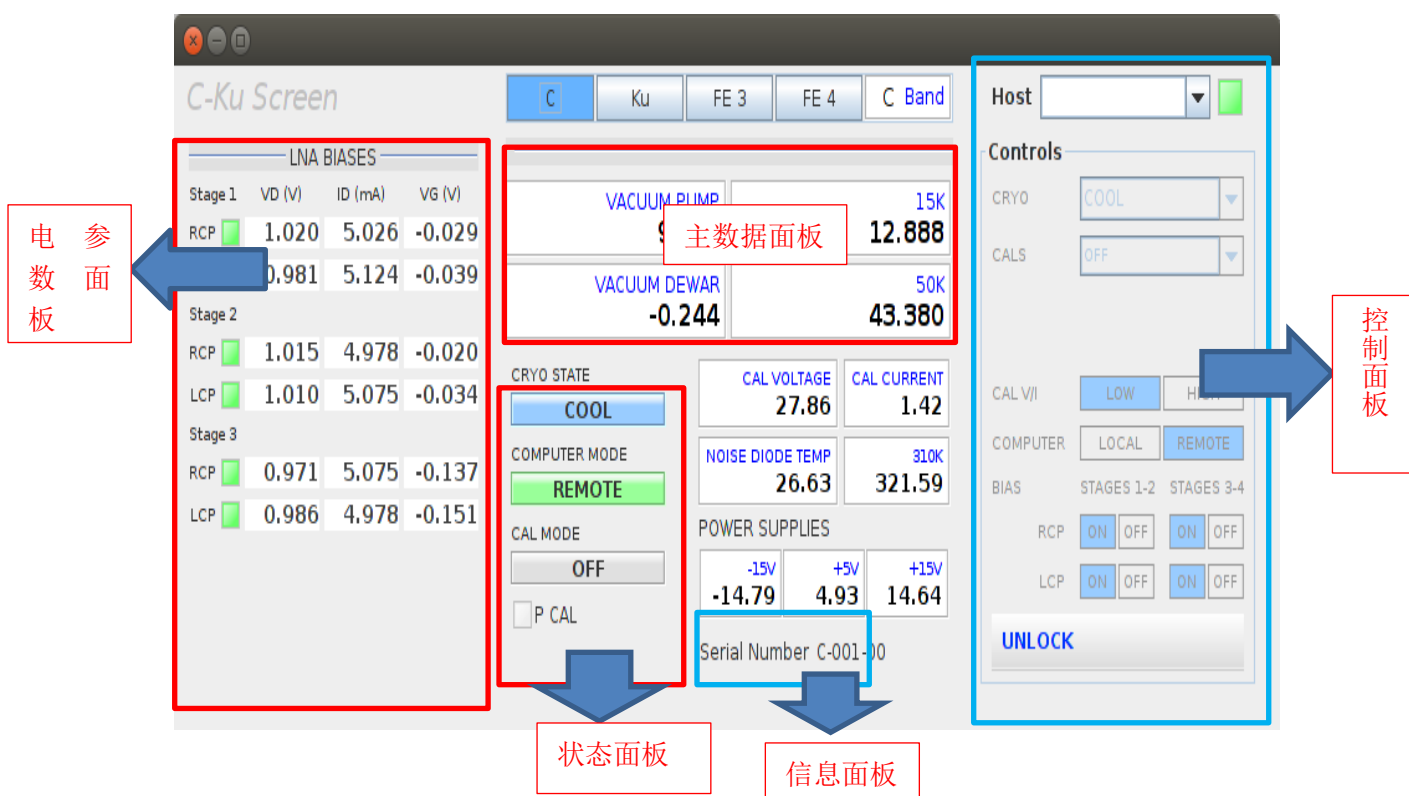 C-Ku Screen
C Ku FE 3 FE 4 C Band
Host
LNA BIASES
Stage 1 VD (V) ID (mA) VG (V)
RCP 1.020 5.026 -0.029
0.981 5.124 -0.039
Stage 2
RCP 1.015 4.978 -0.020
LCP 1.010 5.075 -0.034
Stage 3
RCP 0.971 5.075 -0.137
LCP 0.986 4.978 -0.151
电参
数面
板
VACUUM PUMP
15K
12.888
主数据面板
VACUUM DEWAR
-0.244
50K
43.380
CRYO STATE
COOL
COMPUTER MODE
REMOTE
CAL MODE
OFF
P CAL
CAL VOLTAGE
27.86
CAL CURRENT
1.42
NOISE DIODE TEMP
26.63
310K
321.59
POWER SUPPLIES
-15V +5V +15V
-14.79 4.93 14.64
Serial Number C-001-00
Controls
CRYO COOL
CALS OFF
CAL V/I LOW
COMPUTER LOCAL REMOTE
BIAS STAGES 1-2 STAGES 3-4
RCP ON OFF ON OFF
LCP ON OFF ON OFF
UNLOCK
控
制
面
板
状态面板
信息面板